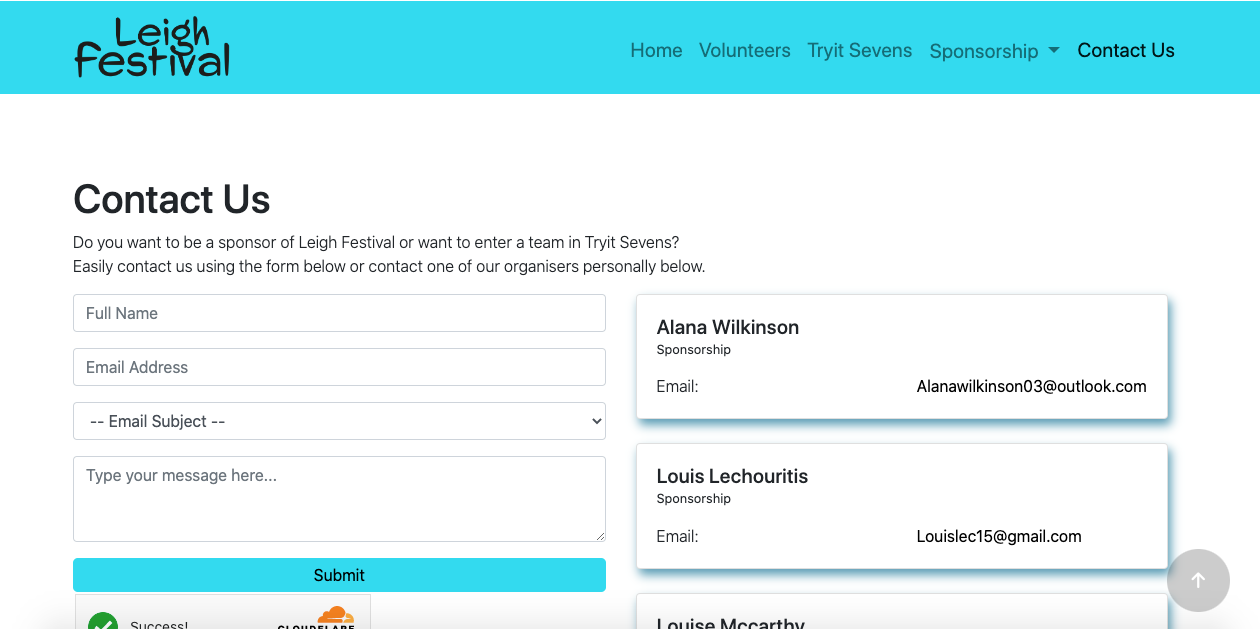 Leigh
Festival
Home Volunteers Tryit Sevens Sponsorship Contact Us
Contact Us
Do you want to be a sponsor of Leigh Festival or want to enter a team in Tryit Sevens?
Easily contact us using the form below or contact one of our organisers personally below.
Full Name
Email Address
-- Email Subject --
Type your message here...
Submit
Success!
CLOUDFLARE
Alana Wilkinson
Sponsorship
Email: Alanawilkinson03@outlook.com
Louis Lechouritis
Sponsorship
Email: Louislec15@gmail.com
Louise Mccarthy